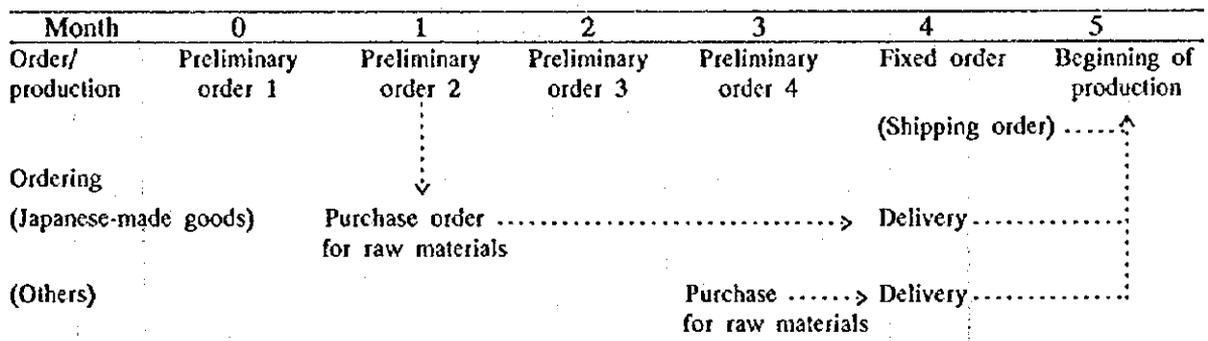 Month 0 1 2 3 4 5
Order/ Preliminary Preliminary Preliminary Preliminary Fixed order Beginning of
production order 1 order 2 order 3 order 4 production
(Shipping order)
Ordering
(Japanese-made goods) Purchase order Delivery
for raw materials
(Others) Purchase Delivery
for raw materials